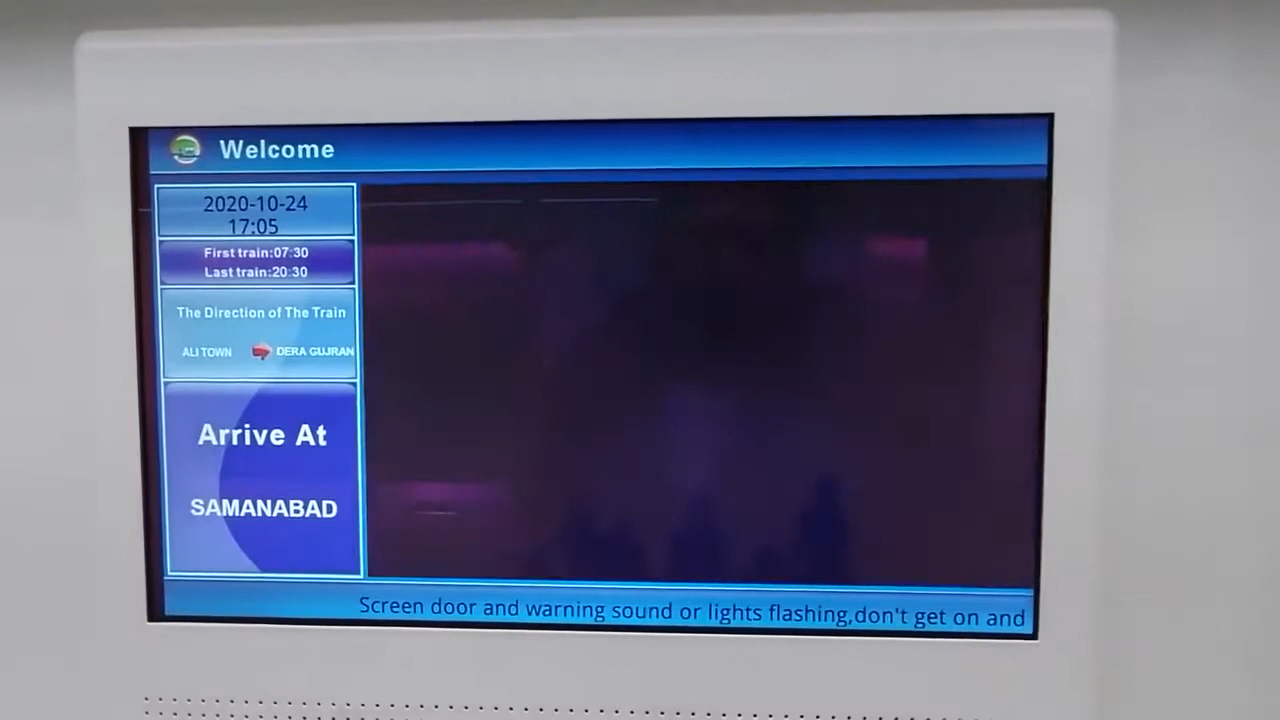 Welcome
2020-10-24
17:05
First train:07:30
Last train:20:30
The Direction of The Train
ALI TOWN DERA GUJRAN
Arrive At
SAMANABAD
Screen door and warning sound or lights flashing,don't get on and